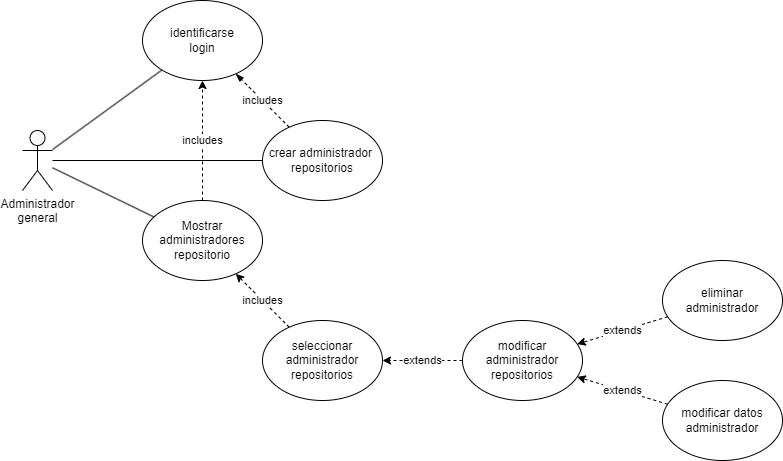 identificarse
login
includes
includes
crear administrador
repositorios
Administrador
general
Mostrar
administradores
repositorio
includes
seleccionar
administrador
repositorios
extends
modificar
administrador
repositorios
extends
eliminar
administrador
extends
modificar datos
administrador